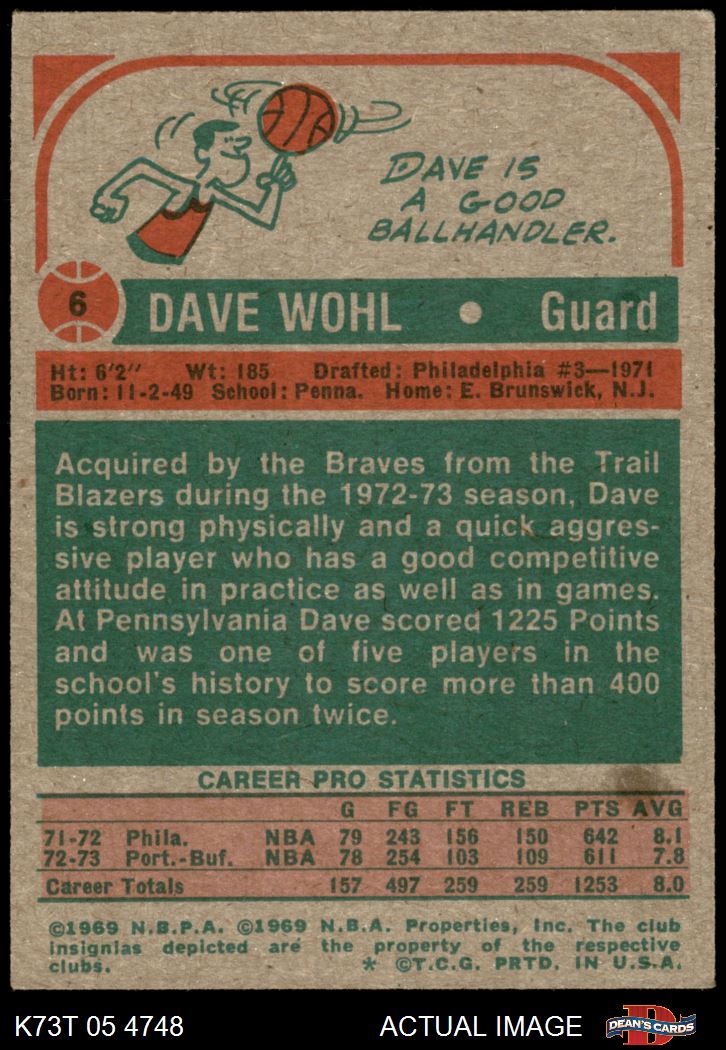 DAVE IS
A GOOD
BALLHANDLER.
6 DAVE WOHL • Guard
Ht: 6'2" Wt: 185 Drafted: Philadelphia #3—1971
Born: 11-2-49 School: Penna. Home: E. Brunswick, N.J.
Acquired by the Braves from the Trail
Blazers during the 1972-73 season, Dave
is strong physically and a quick aggres-
sive player who has a good competitive
attitude in practice as well as in games.
At Pennsylvania Dave scored 1225 Points
and was one of five players in the
school's history to score more than 400
points in season twice.
CAREER PRO STATISTICS
G FG FT REB PTS AVG
71-72 Phila. NBA 79 243 156 150 642 8.1
72-73 Port.-Buf. NBA 78 254 103 109 611 7.8
Career Totals 157 497 259 259 1253 8.0
©1969 N.B.P.A. ©1969 N.B.A. Properties, Inc. The club
insignias depicted are the property of the respective
clubs. * ©T.C.G. PRTD. IN U.S.A.
K73T 05 4748 ACTUAL IMAGE D DEAN'S CARDS